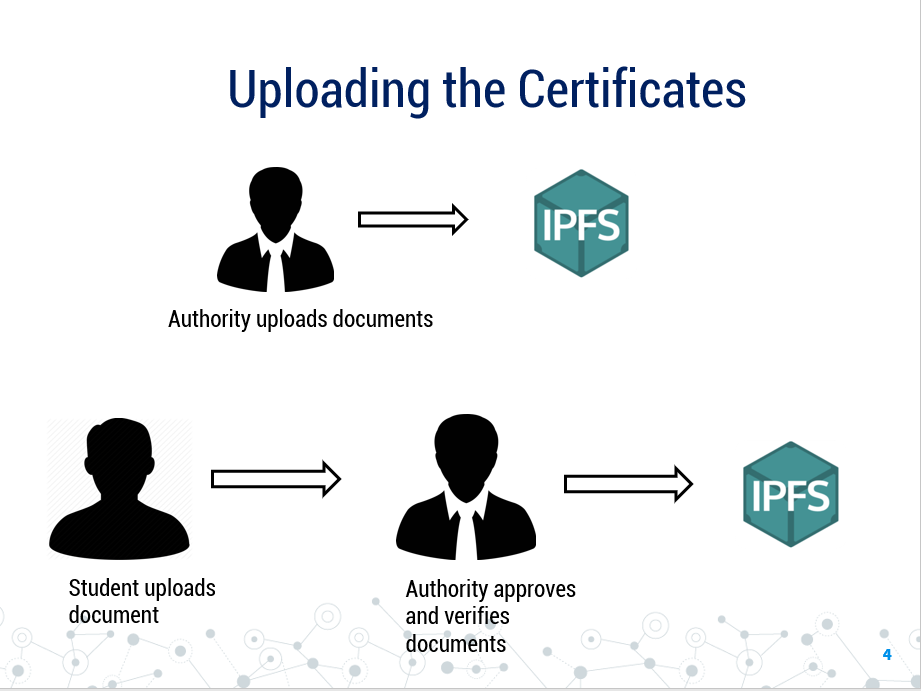 Uploading the Certificates
IPFS
Authority uploads documents
IPFS
Student uploads
document
Authority approves
and verifies
documents
4